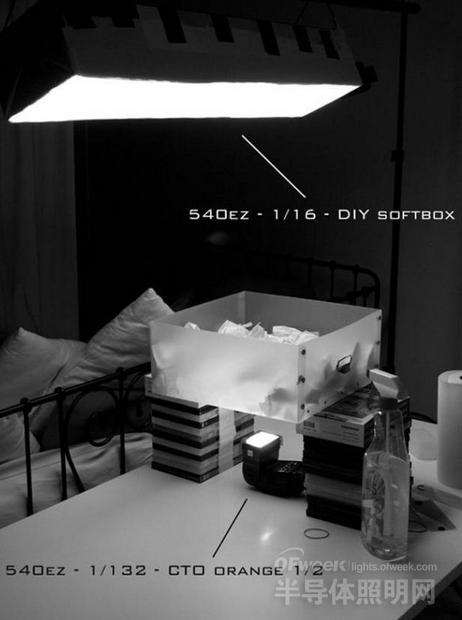 540EZ - 1/16 - DIY SOFTBOX
540EZ - 1/132 - CTO ORANGE 1/2
OFweek lights.ofweek.com
半导体照明网